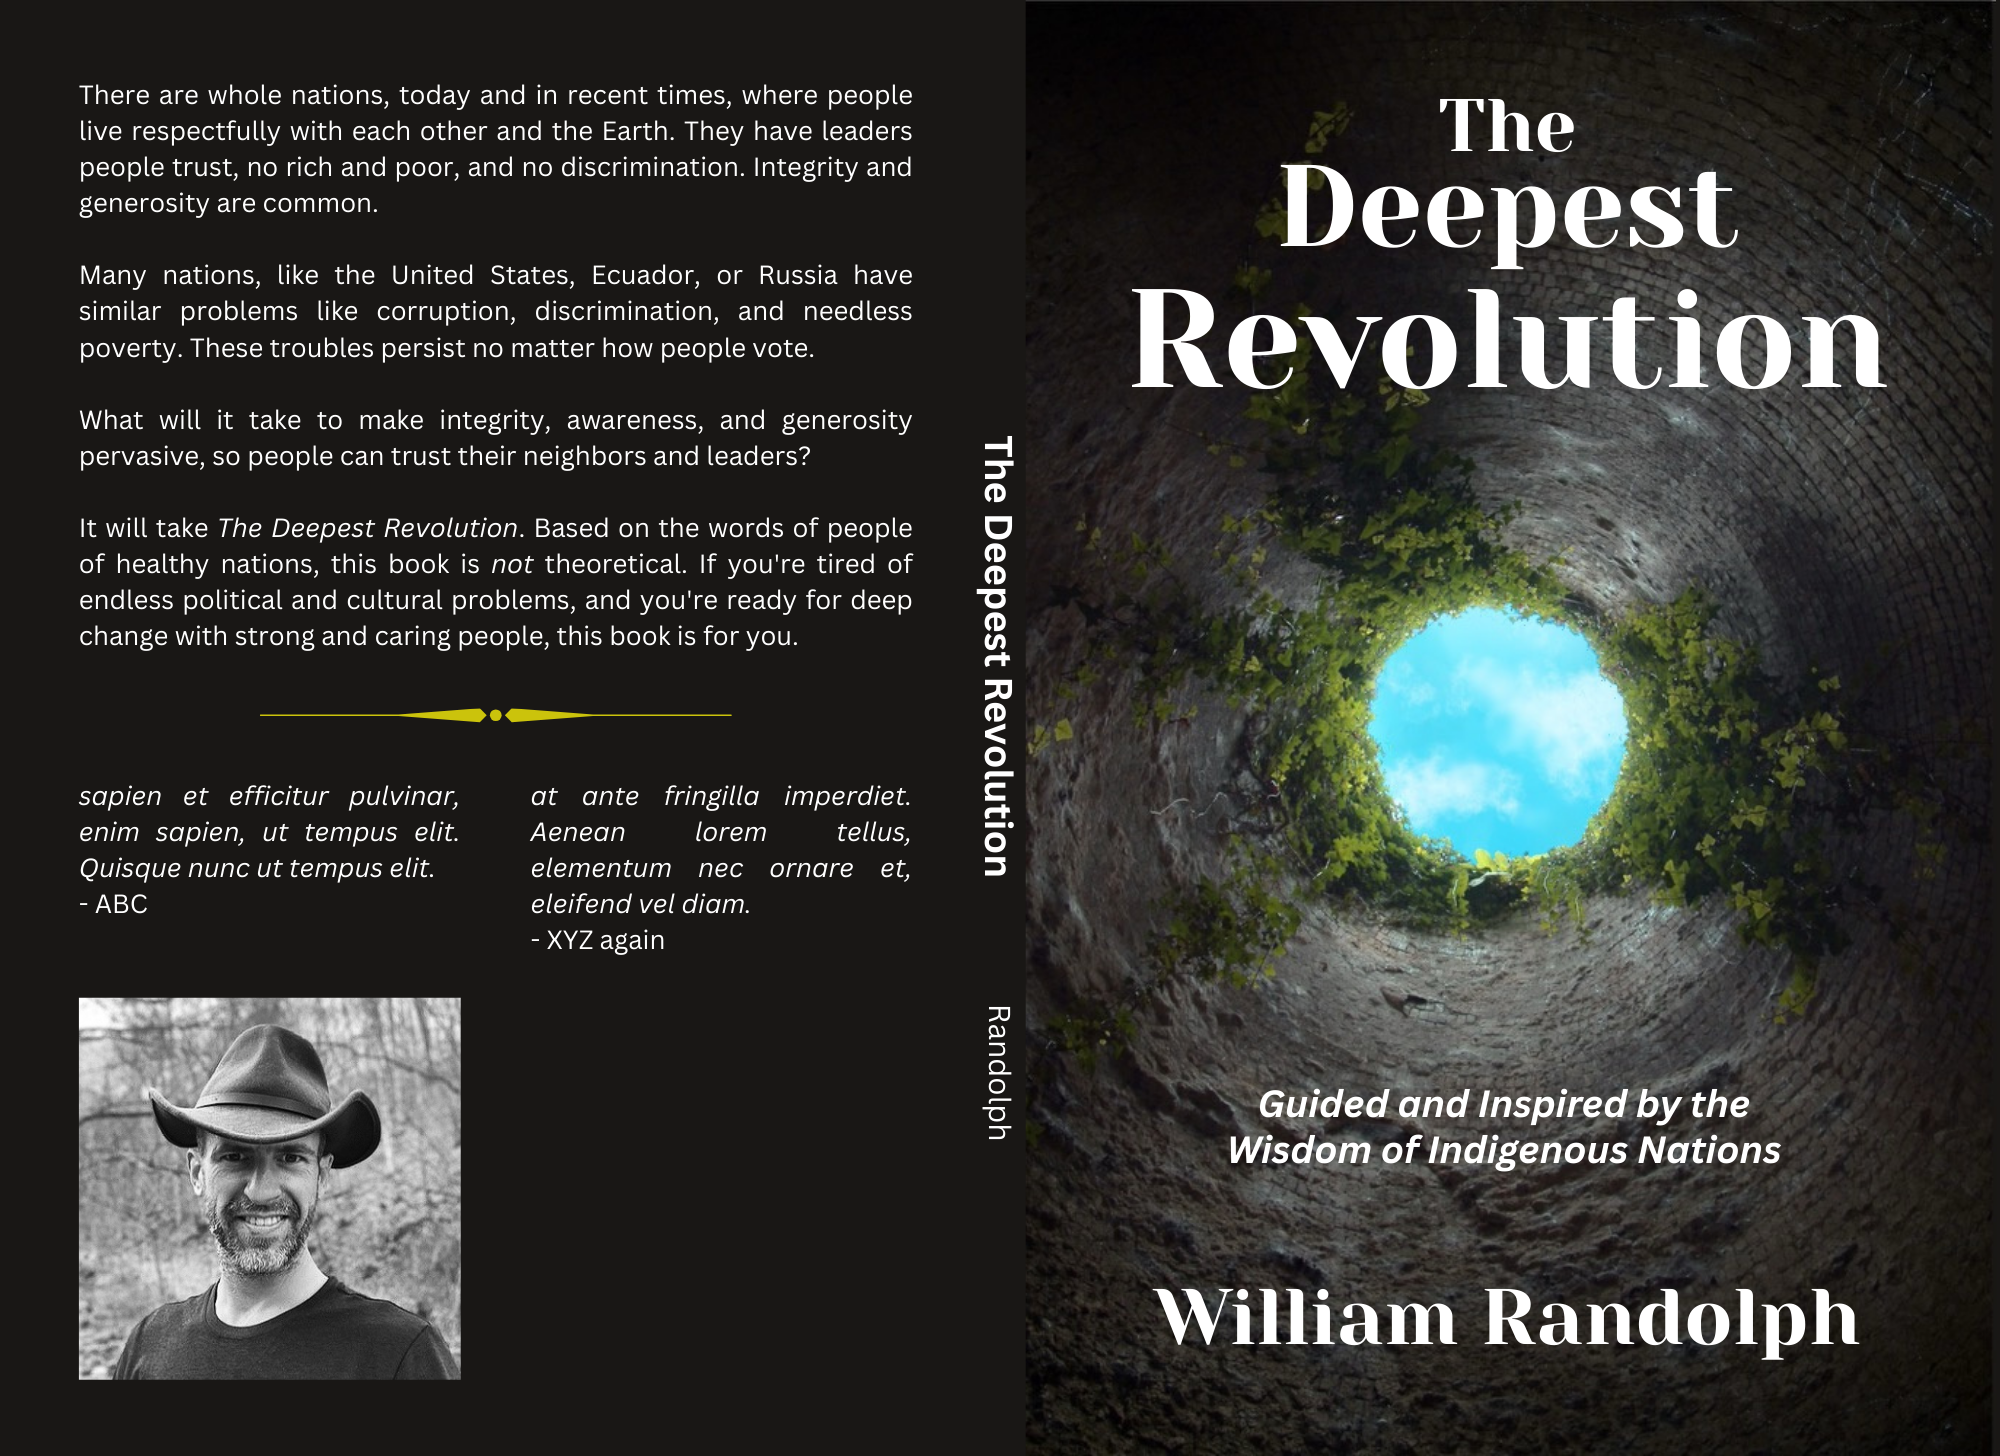 There are whole nations, today and in recent times, where people
live respectfully with each other and the Earth. They have leaders
people trust, no rich and poor, and no discrimination. Integrity and
generosity are common.
Many nations, like the United States, Ecuador, or Russia have
similar problems like corruption, discrimination, and needless
poverty. These troubles persist no matter how people vote.
What will it take to make integrity, awareness, and generosity
pervasive, so people can trust their neighbors and leaders?
It will take The Deepest Revolution. Based on the words of people
of healthy nations, this book is not theoretical. If you're tired of
endless political and cultural problems, and you're ready for deep
change with strong and caring people, this book is for you.
sapien et efficitur pulvinar,
enim sapien, ut tempus elit.
Quisque nunc ut tempus elit.
- ABC
at ante fringilla imperdiet.
Aenean lorem tellus,
elementum nec ornare et,
eleifend vel diam.
- XYZ again
The Deepest Revolution
Randolph
The
Deepest
Revolution
Guided and Inspired by the
Wisdom of Indigenous Nations
William Randolph